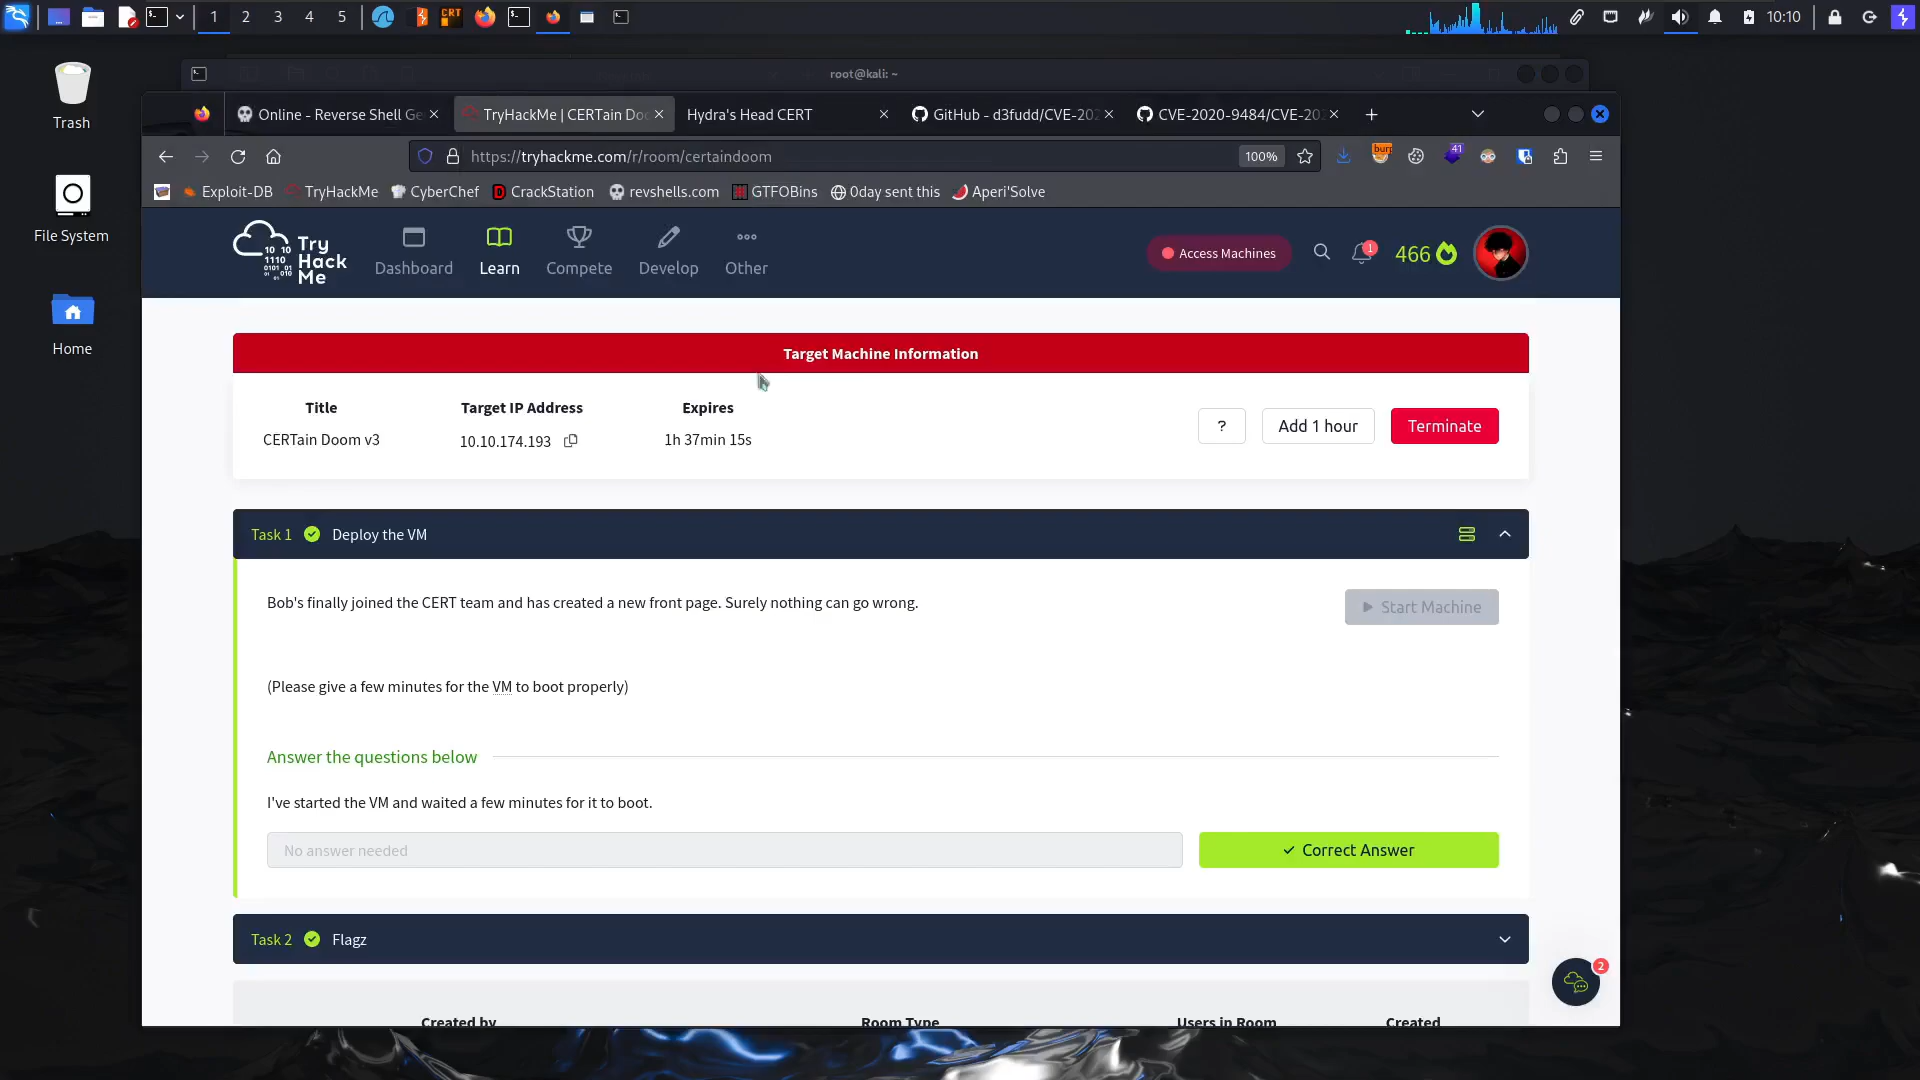 1 2 3 4 5
CRT
10:10
Trash
File System
Home
root@kali: ~
Online - Reverse Shell Ge
TryHackMe | CERTain Doo
Hydra's Head CERT
GitHub - d3fudd/CVE-202
CVE-2020-9484/CVE-202
https://tryhackme.com/r/room/certaindoom
100%
burp
41
Exploit-DB
TryHackMe
CyberChef
CrackStation
revshells.com
GTFOBins
0day sent this
Aperi'Solve
Try
Hack
Me
Dashboard
Learn
Compete
Develop
Other
Access Machines
1
466
Target Machine Information
Title
Target IP Address
Expires
CERTain Doom v3
10.10.174.193
1h 37min 15s
?
Add 1 hour
Terminate
Task 1
Deploy the VM
Bob's finally joined the CERT team and has created a new front page. Surely nothing can go wrong.
Start Machine
(Please give a few minutes for the VM to boot properly)
Answer the questions below
I've started the VM and waited a few minutes for it to boot.
No answer needed
Correct Answer
Task 2
Flagz
2
Created by
Room Type
Users in Room
Created